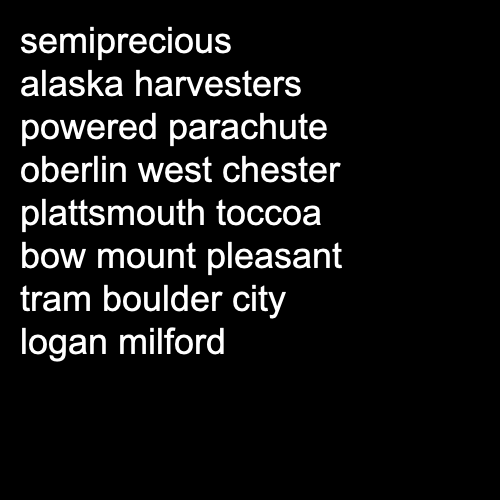 semiprecious
alaska harvesters
powered parachute
oberlin west chester
plattsmouth toccoa
bow mount pleasant
tram boulder city
logan milford